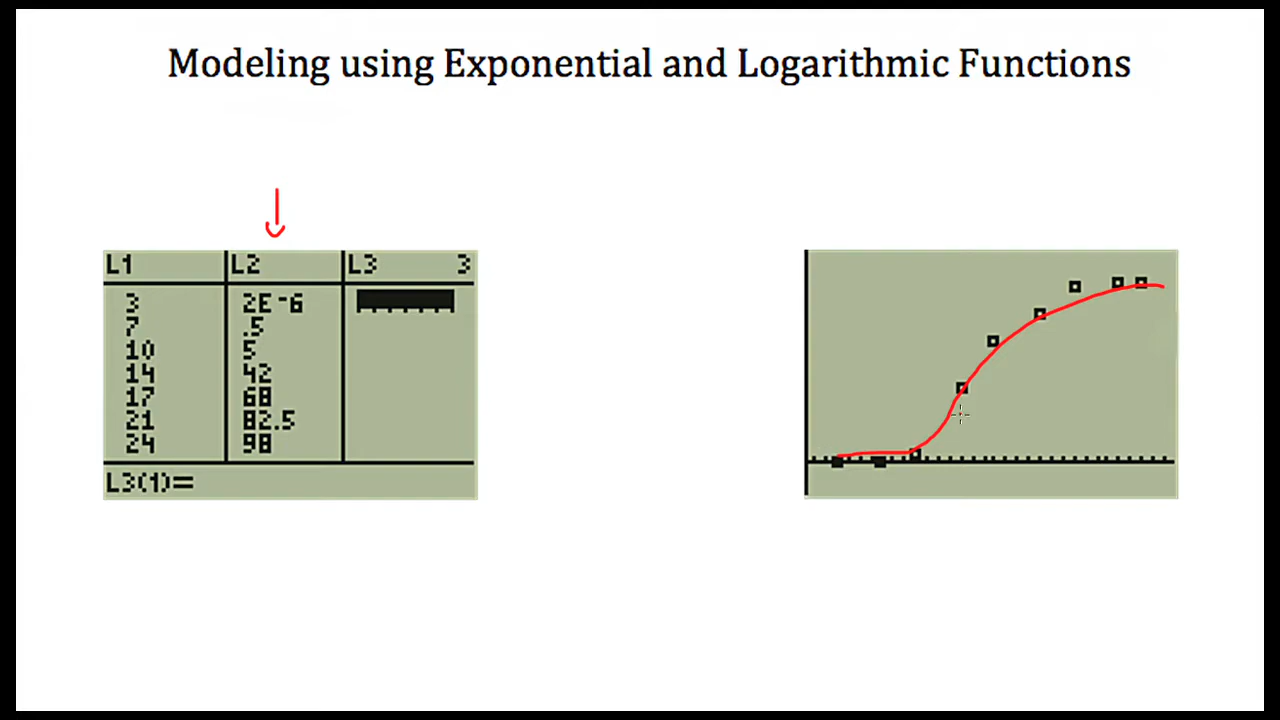 Modeling using Exponential and Logarithmic Functions
L1 L2 L3 3
3 2E⁻6
7 .5
10 5
14 42
17 68
21 82.5
24 98
L3(1)=